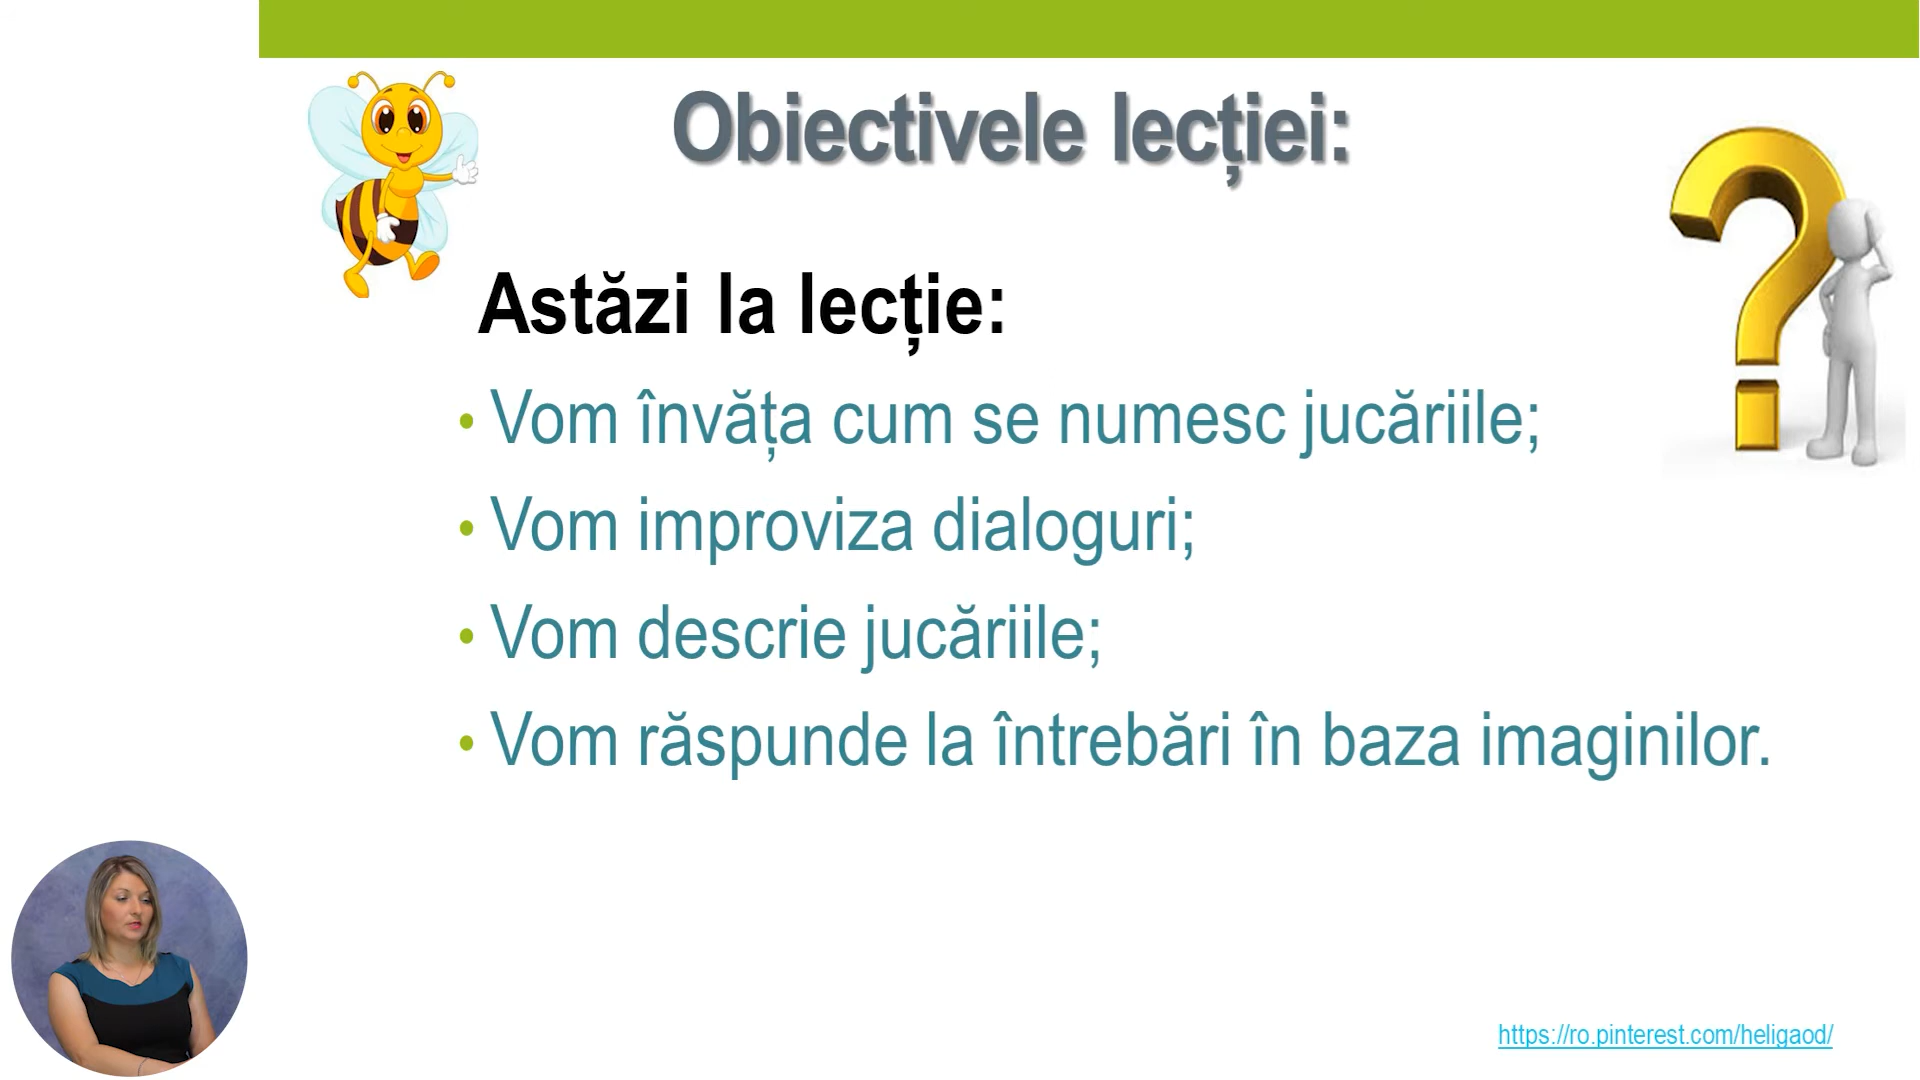 Obiectivele lecției:
Astăzi la lecție:
• Vom învăța cum se numesc jucăriile;
• Vom improviza dialoguri;
• Vom descrie jucăriile;
• Vom răspunde la întrebări în baza imaginilor.
https://ro.pinterest.com/heligaod/